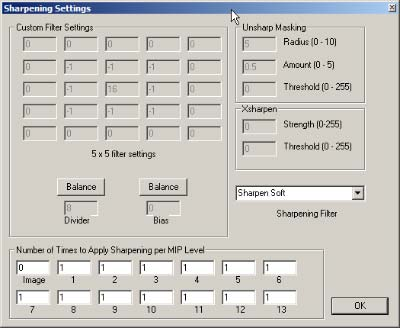 Sharpening Settings
Custom Filter Settings
0 0 0 0 0
0 -1 -1 -1 0
0 -1 16 -1 0
0 -1 -1 -1 0
0 0 0 0 0
5 x 5 filter settings
Balance Balance
8 0
Divider Bias
Unsharp Masking
5 Radius (0 - 10)
0.5 Amount (0 - 5)
0 Threshold (0 - 255)
Xsharpen
0 Strength (0-255)
0 Threshold (0 - 255)
Sharpen Soft
Sharpening Filter
Number of Times to Apply Sharpening per MIP Level
0 1 1 1 1 1 1
Image 1 2 3 4 5 6
1 1 1 1 1 1 1
7 8 9 10 11 12 13
OK